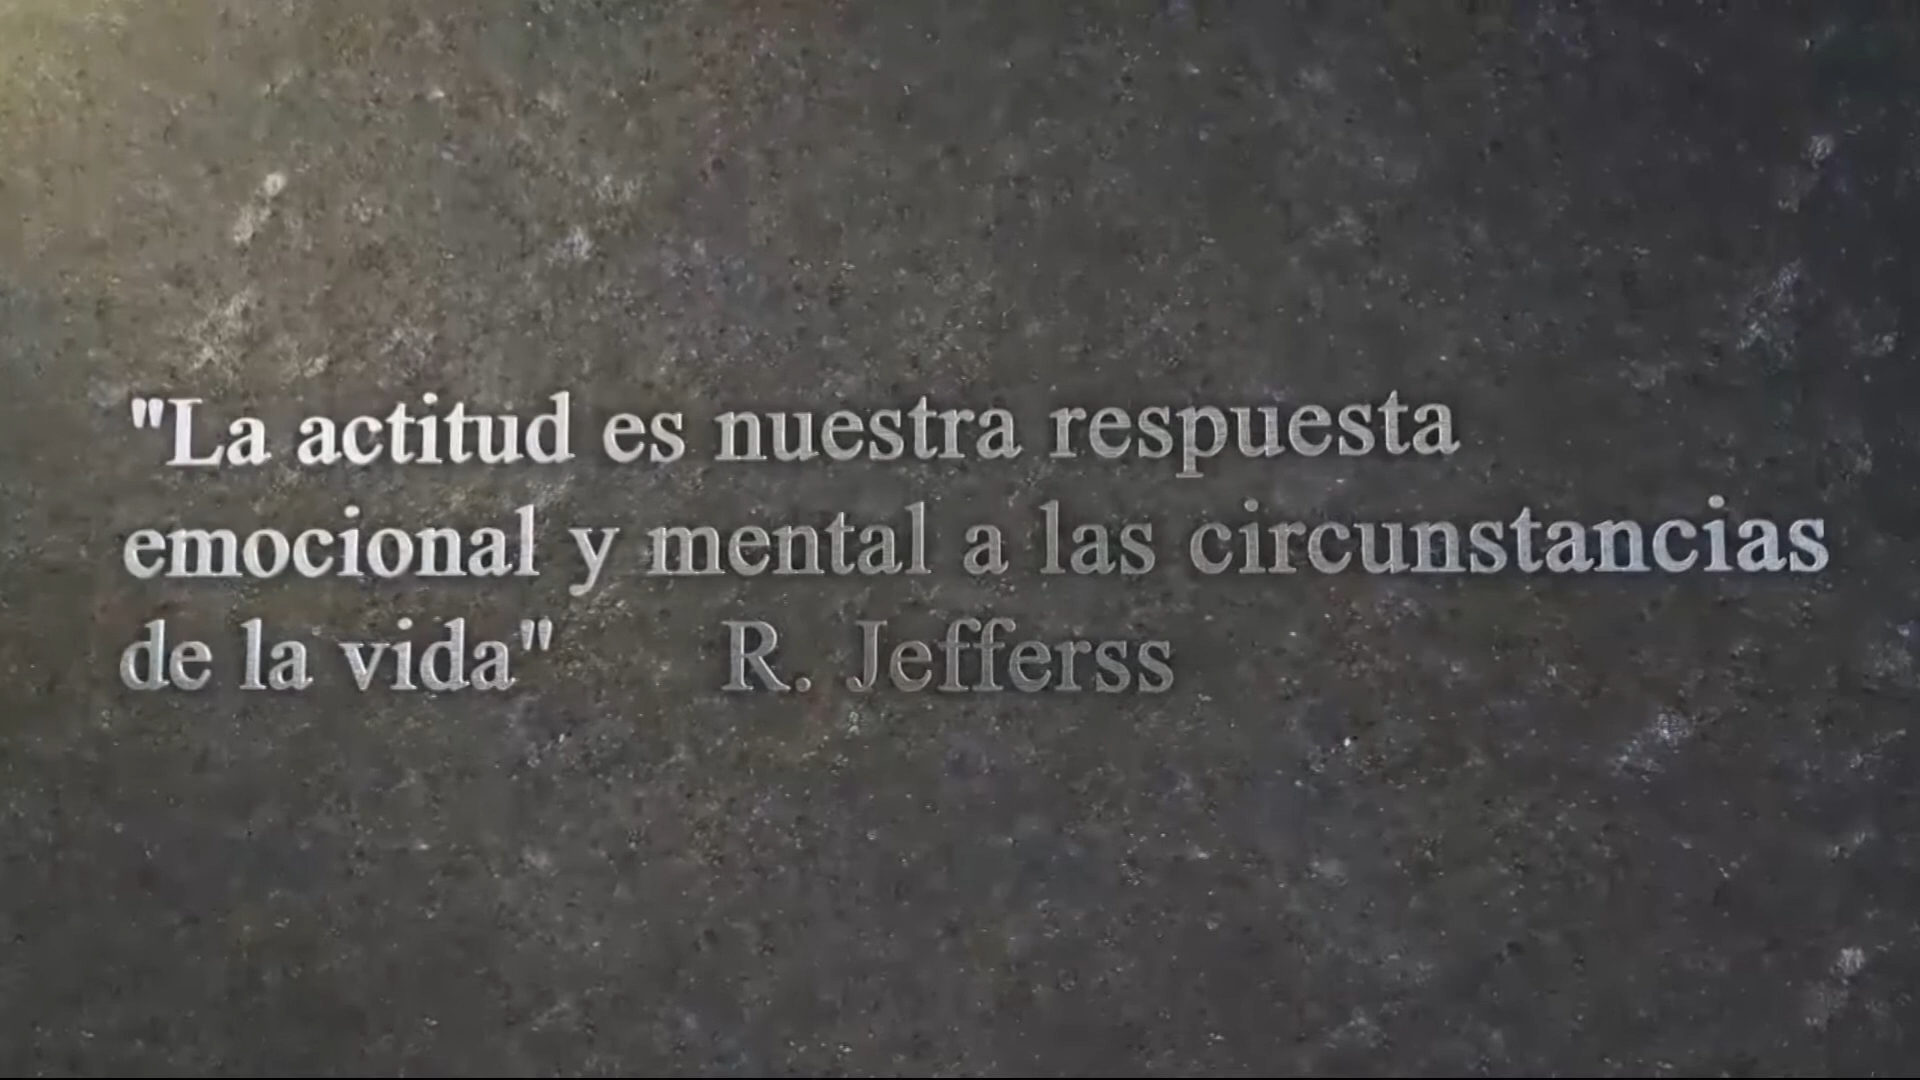 "La actitud es nuestra respuesta
emocional y mental a las circunstancias
de la vida" R. Jefferss